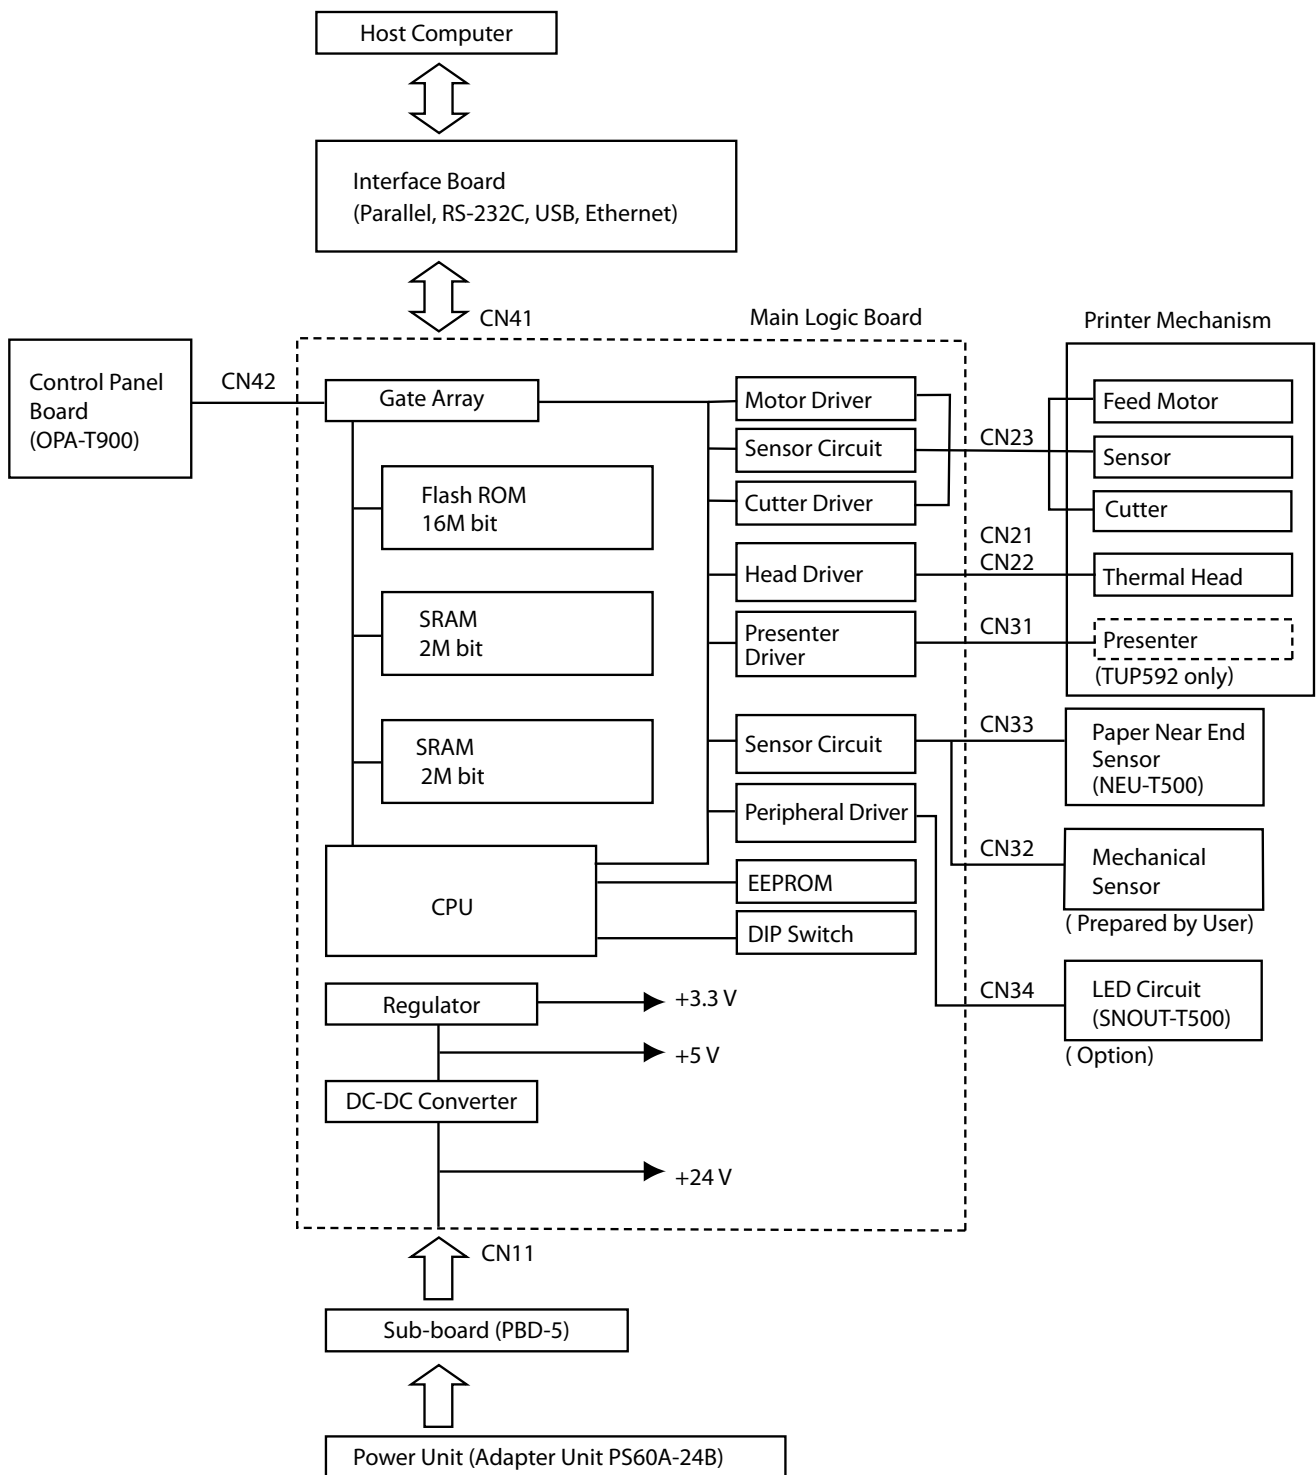 Host Computer
Interface Board
(Parallel, RS-232C, USB, Ethernet)
CN41
Main Logic Board
Printer Mechanism
Control Panel
Board
(OPA-T900)
CN42
Gate Array
Flash ROM
16M bit
SRAM
2M bit
SRAM
2M bit
CPU
Motor Driver
Sensor Circuit
Cutter Driver
Head Driver
Presenter
Driver
Sensor Circuit
Peripheral Driver
EEPROM
DIP Switch
CN23
CN21
CN22
CN31
CN33
CN32
CN34
Feed Motor
Sensor
Cutter
Thermal Head
Presenter
(TUP592 only)
Paper Near End
Sensor
(NEU-T500)
Mechanical
Sensor
( Prepared by User)
LED Circuit
(SNOUT-T500)
( Option)
Regulator
+3.3 V
+5 V
DC-DC Converter
+24 V
CN11
Sub-board (PBD-5)
Power Unit (Adapter Unit PS60A-24B)